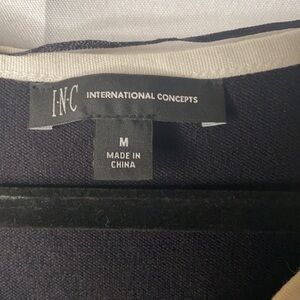 I·N·C INTERNATIONAL CONCEPTS
M
MADE IN
CHINA